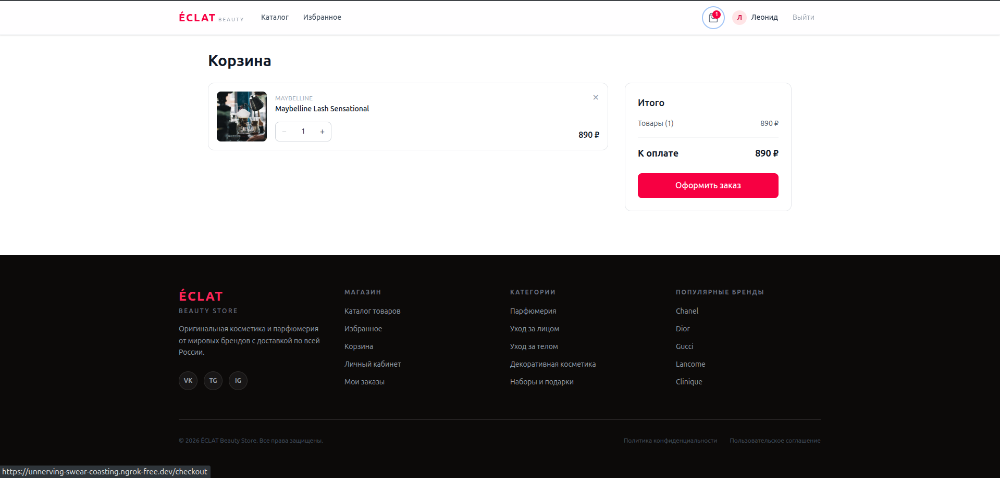 ÉCLAT BEAUTY Каталог Избранное 1 Л Леонид Выйти
Корзина
MAYBELLINE
Maybelline Lash Sensational
− 1 +
890 ₽
Итого
Товары (1) 890 ₽
К оплате 890 ₽
Оформить заказ
ÉCLAT
BEAUTY STORE
Оригинальная косметика и парфюмерия
от мировых брендов с доставкой по всей
России.
VK TG IG
МАГАЗИН
Каталог товаров
Избранное
Корзина
Личный кабинет
Мои заказы
КАТЕГОРИИ
Парфюмерия
Уход за лицом
Уход за телом
Декоративная косметика
Наборы и подарки
ПОПУЛЯРНЫЕ БРЕНДЫ
Chanel
Dior
Gucci
Lancome
Clinique
© 2026 ÉCLAT Beauty Store. Все права защищены.
Политика конфиденциальности Пользовательское соглашение
https://unnerving-swear-coasting.ngrok-free.dev/checkout